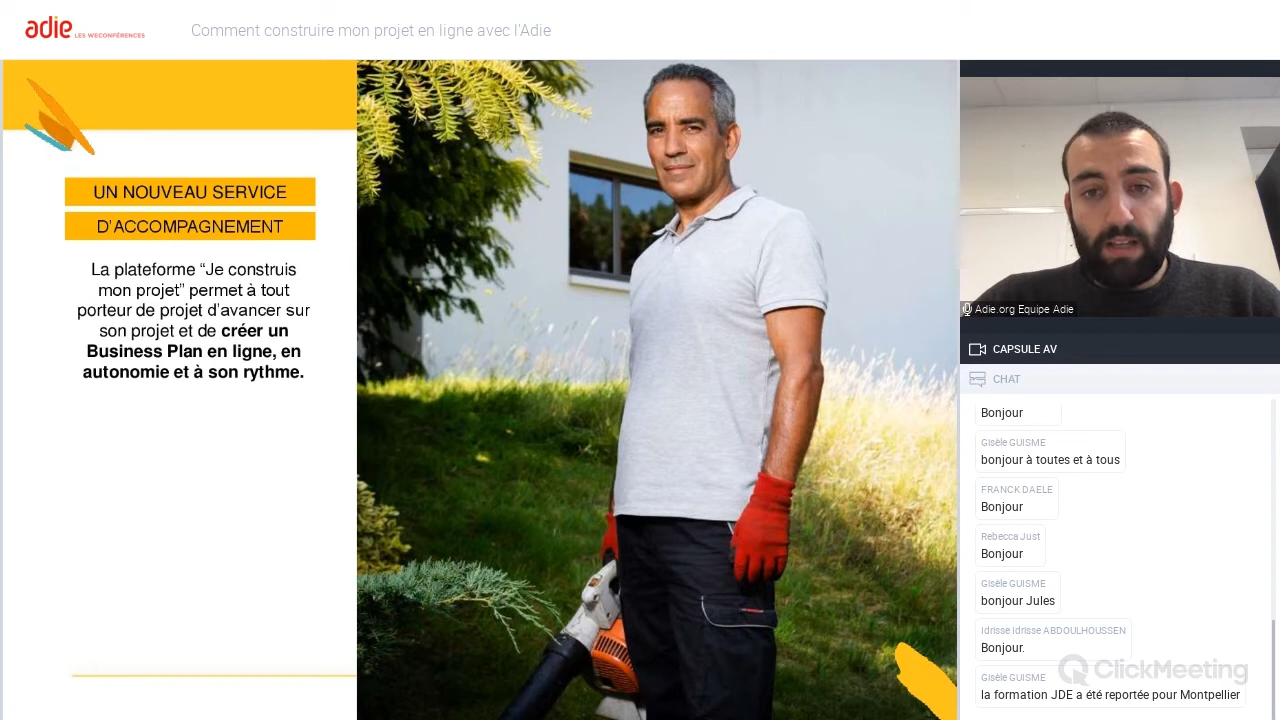 adie LES WECONFÉRENCES
Comment construire mon projet en ligne avec l'Adie
UN NOUVEAU SERVICE
D'ACCOMPAGNEMENT
La plateforme “Je construis
mon projet” permet à tout
porteur de projet d'avancer sur
son projet et de créer un
Business Plan en ligne, en
autonomie et à son rythme.
Adie.org Equipe Adie
CAPSULE AV
CHAT
Bonjour
Gisèle GUISME
bonjour à toutes et à tous
FRANCK DAELE
Bonjour
Rebecca Just
Bonjour
Gisèle GUISME
bonjour Jules
Idrisse Idrisse ABDOULHOUSSEN
Bonjour.
Gisèle GUISME
la formation JDE a été reportée pour Montpellier
ClickMeeting